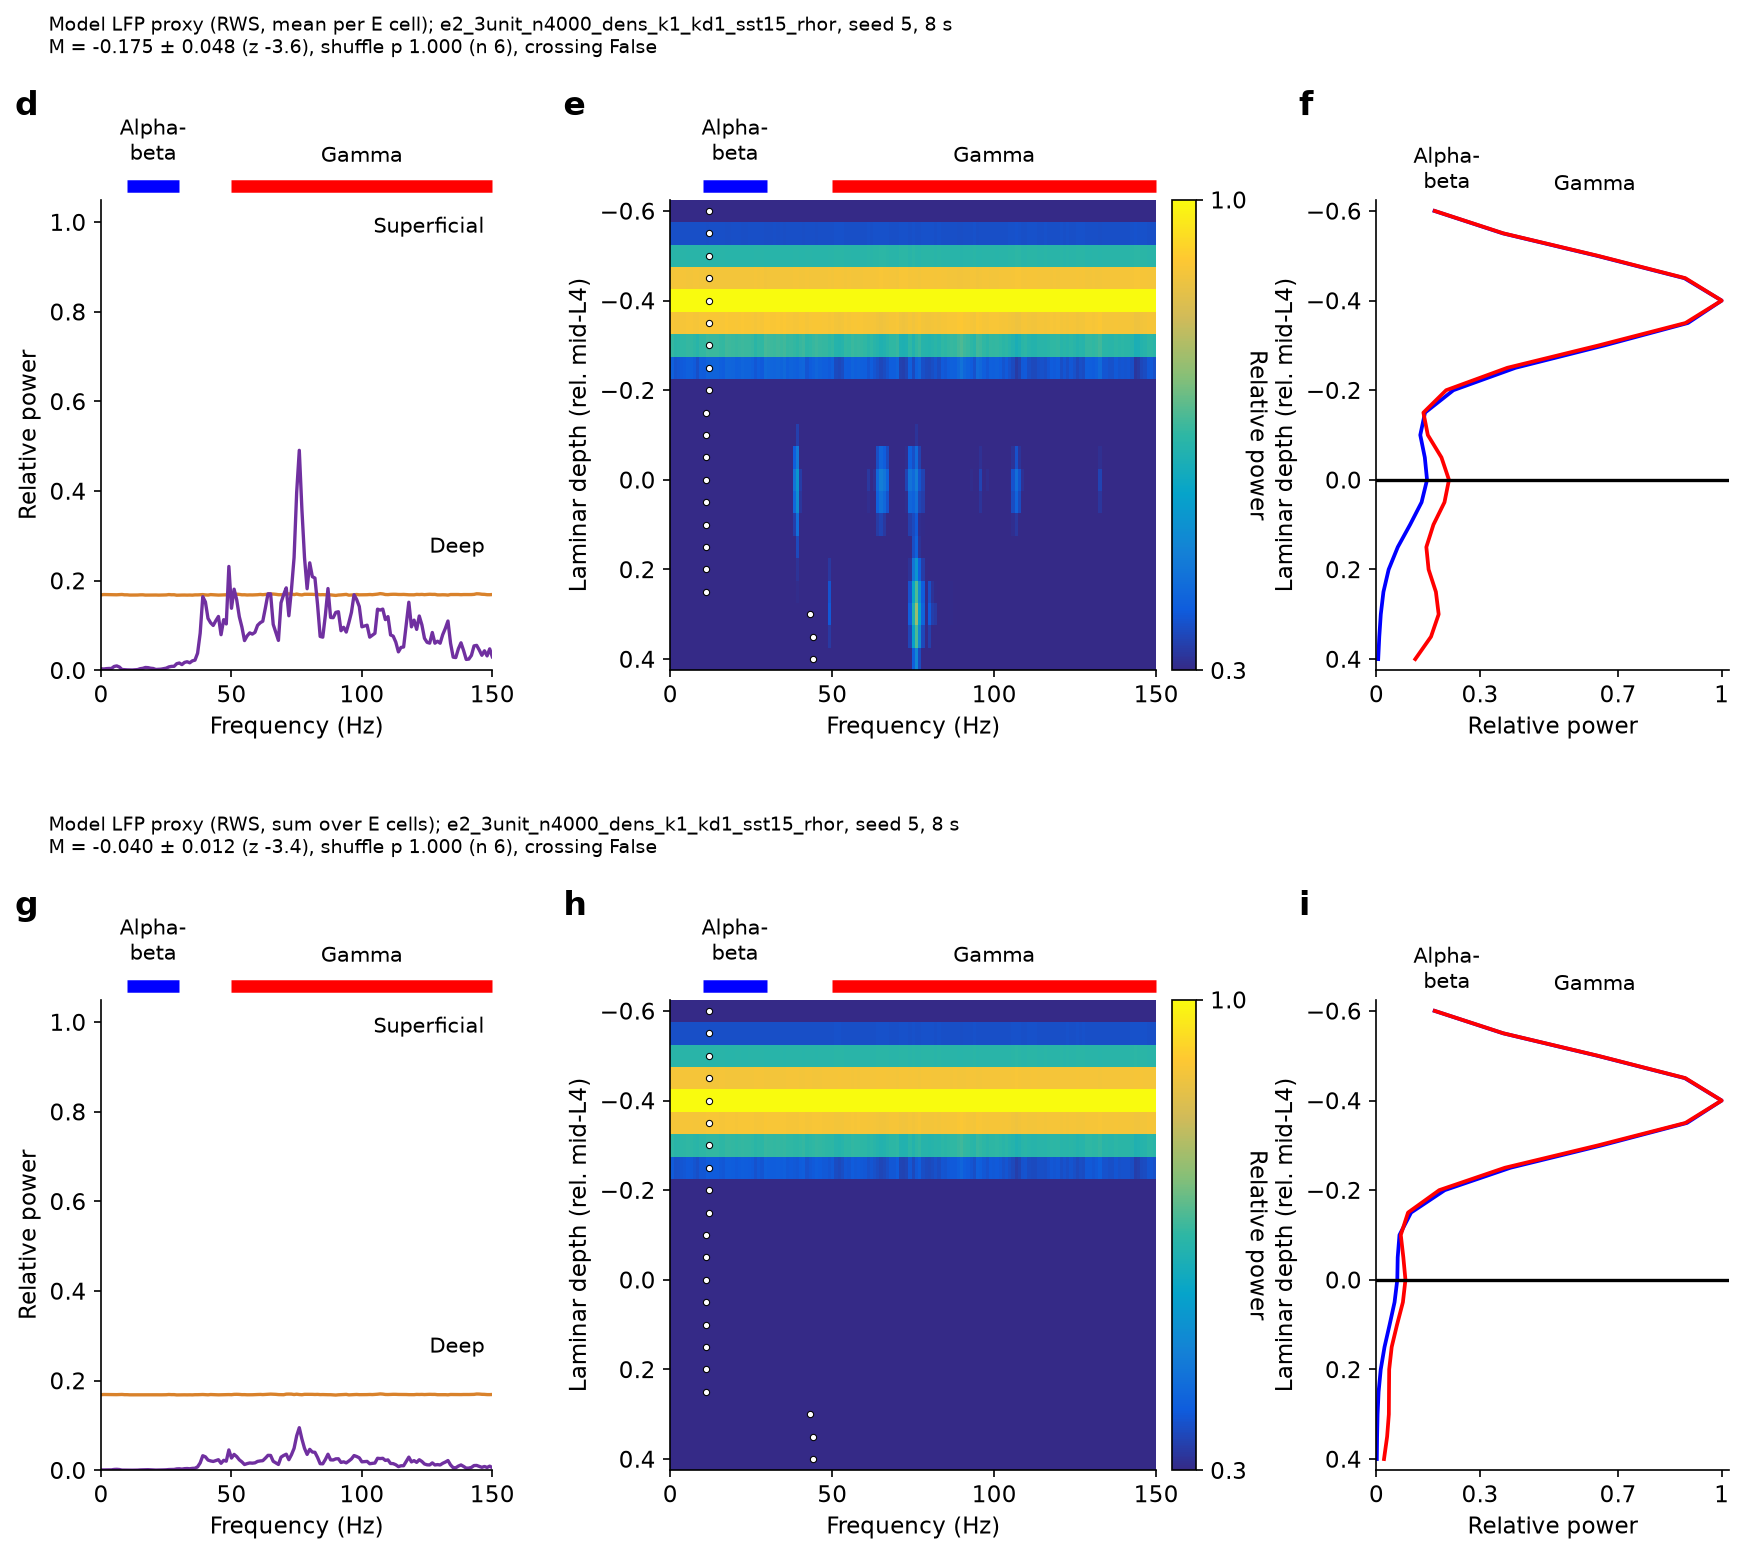 Model LFP proxy (RWS, mean per E cell); e2_3unit_n4000_dens_k1_kd1_sst15_rhor, seed 5, 8 s
M = -0.175 ± 0.048 (z -3.6), shuffle p 1.000 (n 6), crossing False
d
Alpha-
beta
Gamma
Superficial
Deep
1.0
0.8
0.6
0.4
0.2
0.0
Relative power
0
50
100
150
Frequency (Hz)
e
Alpha-
beta
Gamma
−0.6
−0.4
−0.2
0.0
0.2
0.4
Laminar depth (rel. mid-L4)
0
50
100
150
Frequency (Hz)
1.0
0.3
Relative power
f
Alpha-
beta
Gamma
−0.6
−0.4
−0.2
0.0
0.2
0.4
Laminar depth (rel. mid-L4)
0
0.3
0.7
1
Relative power
Model LFP proxy (RWS, sum over E cells); e2_3unit_n4000_dens_k1_kd1_sst15_rhor, seed 5, 8 s
M = -0.040 ± 0.012 (z -3.4), shuffle p 1.000 (n 6), crossing False
g
Alpha-
beta
Gamma
Superficial
Deep
1.0
0.8
0.6
0.4
0.2
0.0
Relative power
0
50
100
150
Frequency (Hz)
h
Alpha-
beta
Gamma
−0.6
−0.4
−0.2
0.0
0.2
0.4
Laminar depth (rel. mid-L4)
0
50
100
150
Frequency (Hz)
1.0
0.3
Relative power
i
Alpha-
beta
Gamma
−0.6
−0.4
−0.2
0.0
0.2
0.4
Laminar depth (rel. mid-L4)
0
0.3
0.7
1
Relative power